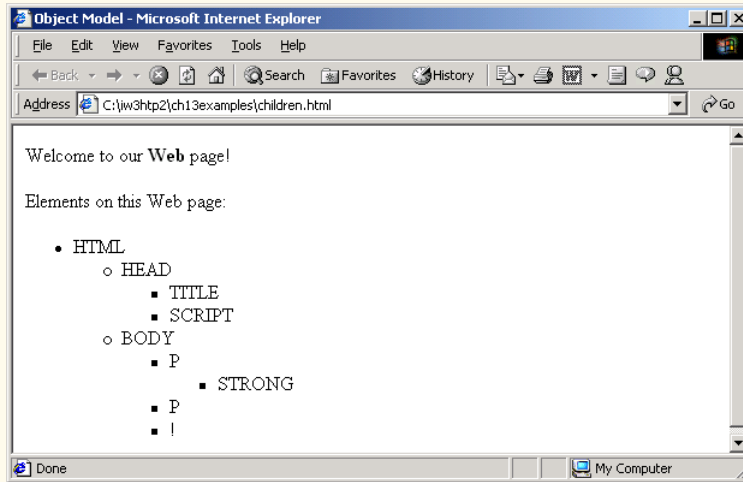 Object Model - Microsoft Internet Explorer
File Edit View Favorites Tools Help
Back Search Favorites History
Address C:\iw3htp2\ch13examples\children.html Go
Welcome to our Web page!
Elements on this Web page:
HTML
HEAD
TITLE
SCRIPT
BODY
P
STRONG
P
!
Done My Computer